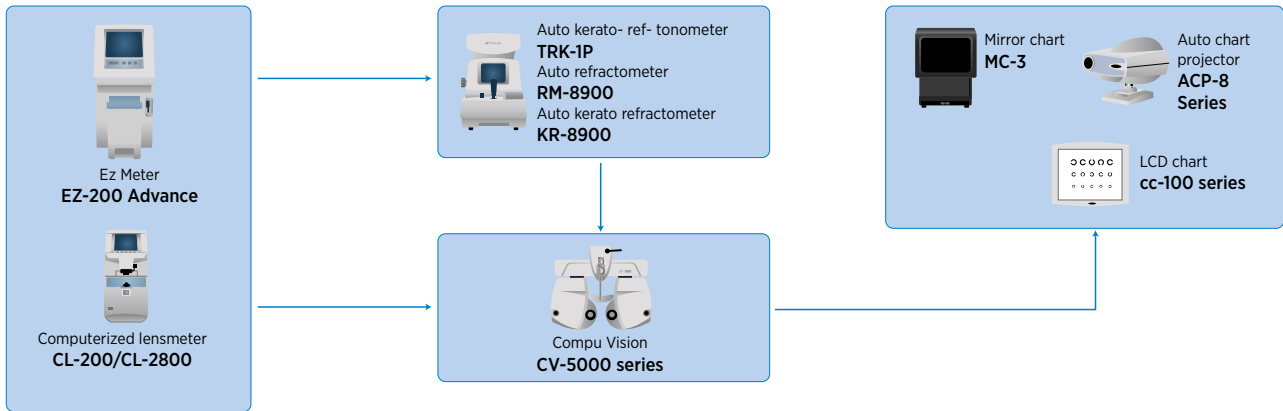 Ez Meter
EZ-200 Advance
Computerized lensmeter
CL-200/CL-2800
Auto kerato- ref- tonometer
TRK-1P
Auto refractometer
RM-8900
Auto kerato refractometer
KR-8900
Compu Vision
CV-5000 series
Mirror chart
MC-3
Auto chart
projector
ACP-8
Series
LCD chart
cc-100 series